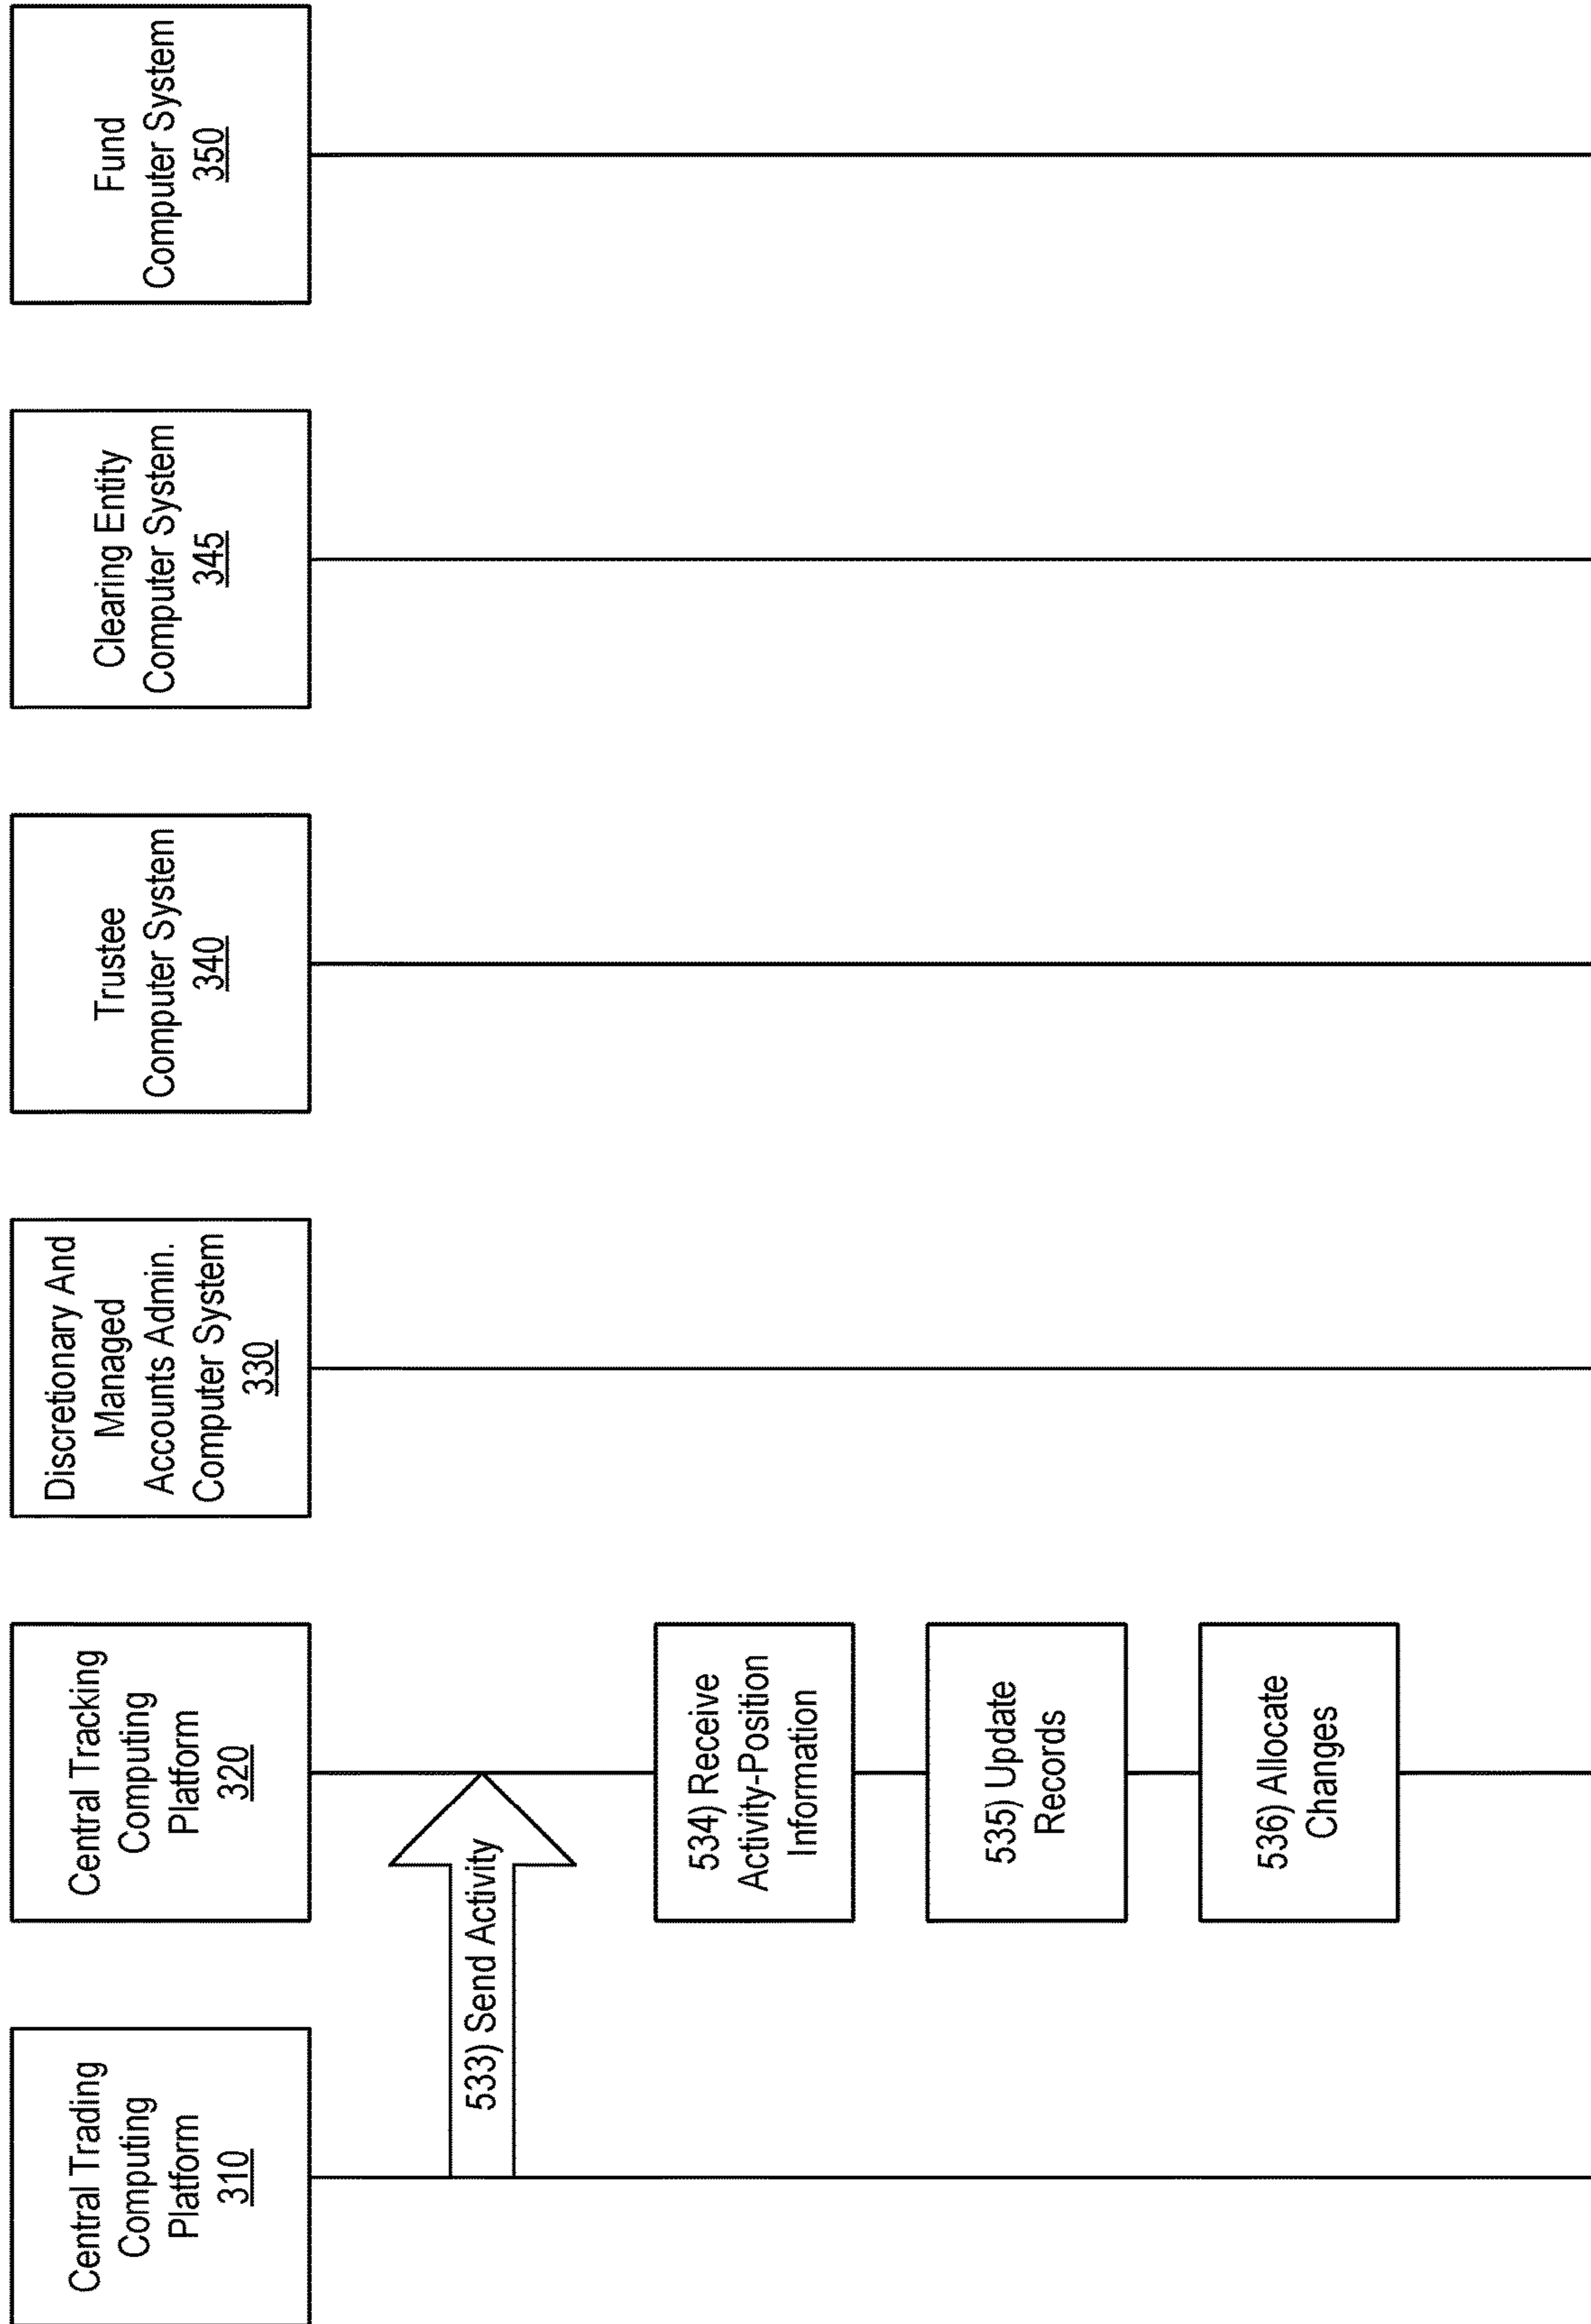 Central Trading
Computing
Platform
310
Central Tracking
Computing
Platform
320
Discretionary And
Managed
Accounts Admin.
Computer System
330
Trustee
Computer System
340
Clearing Entity
Computer System
345
Fund
Computer System
350
533) Send Activity
534) Receive
Activity-Position
Information
535) Update
Records
536) Allocate
Changes